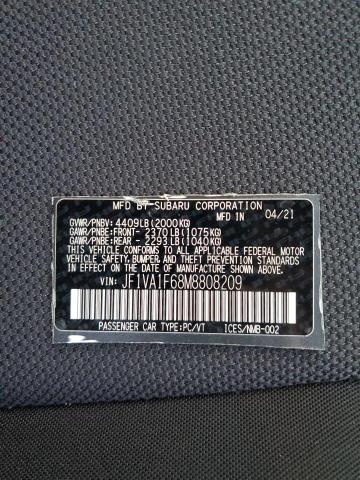 MFD BY SUBARU CORPORATION
MFD IN 04/21
GVWR/PNBV: 4409LB(2000KG)
GAWR/PNBE:FRONT- 2370LB(1075KG)
GAWR/PNBE:REAR - 2293LB(1040KG)
THIS VEHICLE CONFORMS TO ALL APPLICABLE FEDERAL MOTOR
VEHICLE SAFETY, BUMPER, AND THEFT PREVENTION STANDARDS
IN EFFECT ON THE DATE OF MANUFACTURE SHOWN ABOVE.
VIN: JF1VA1F68M8808209
PASSENGER CAR TYPE:PC/VT ICES/NMB-002